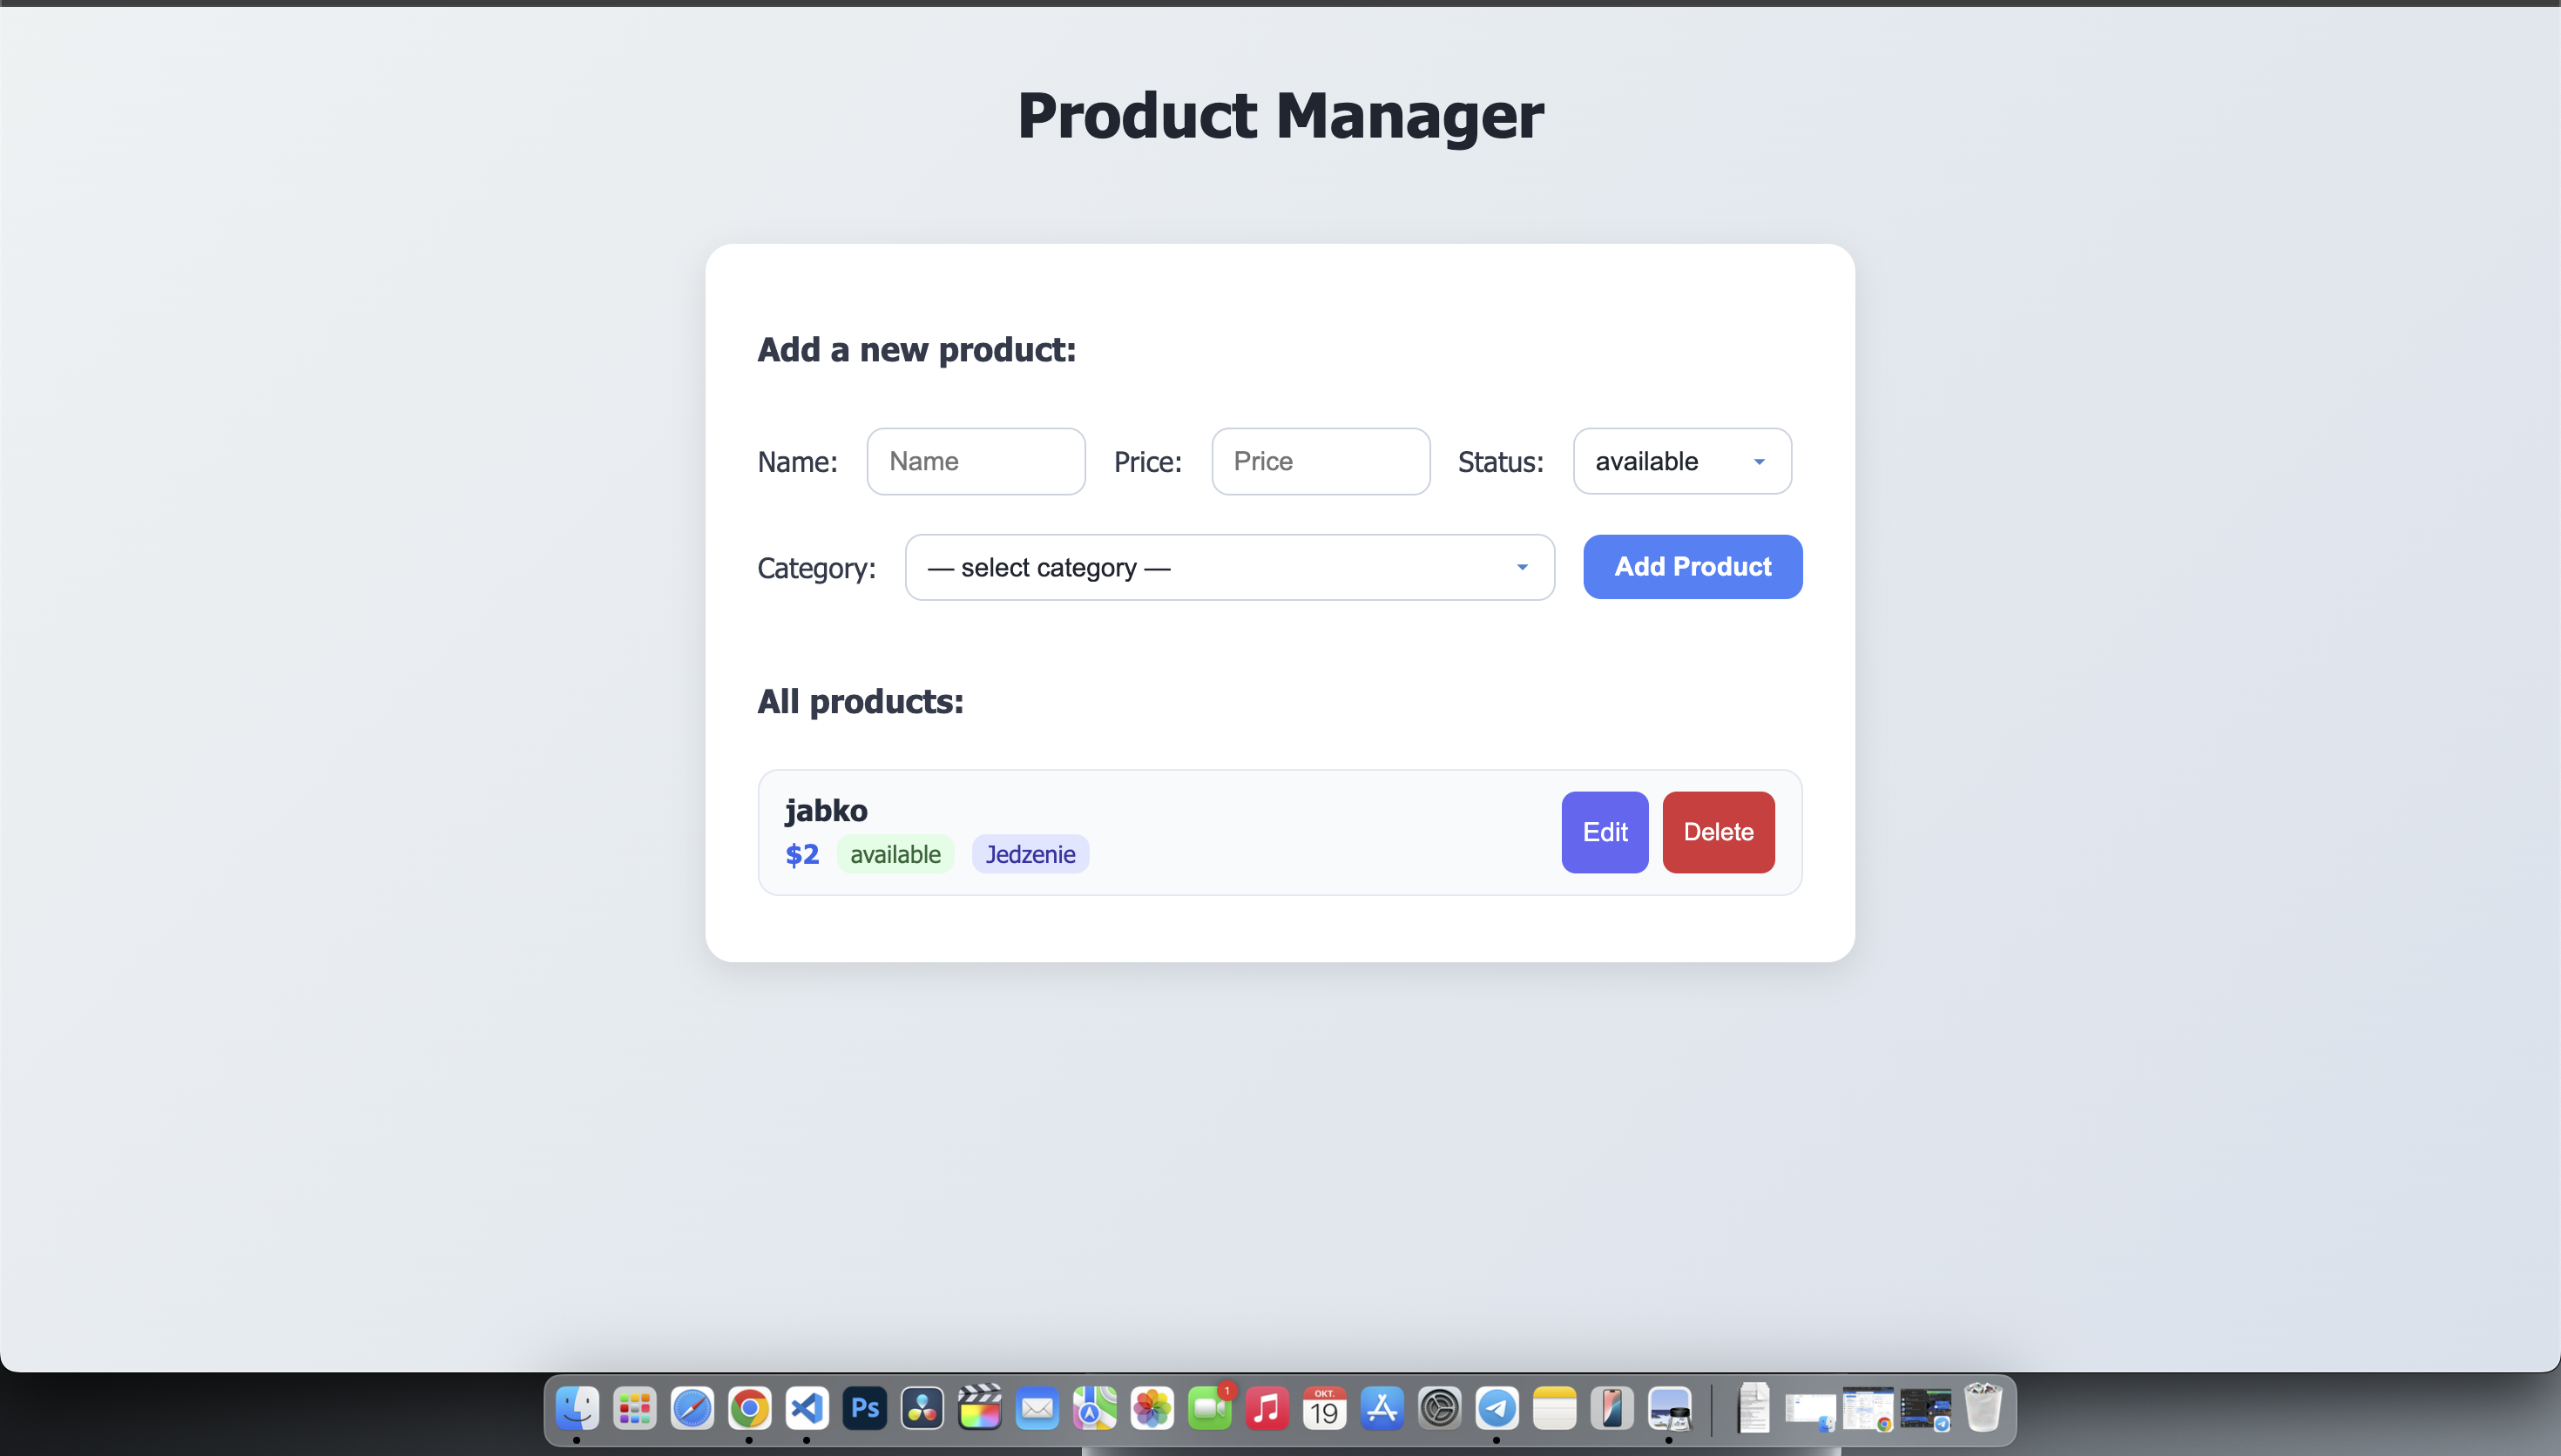 Product Manager
Add a new product:
Name: Name Price: Price Status: available
Category: — select category — Add Product
All products:
jabko
$2 available Jedzenie
Edit Delete
Ps
1
ОКТ.
19